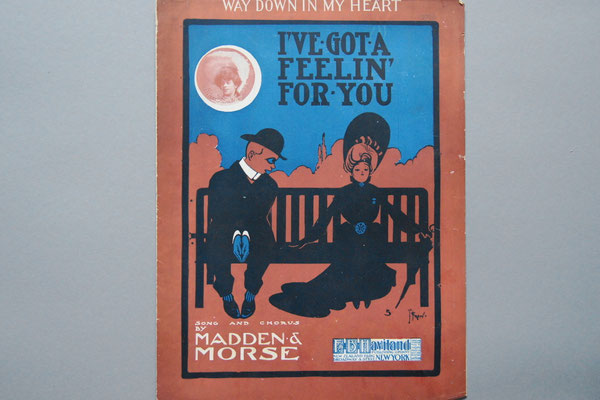 WAY DOWN IN MY HEART
I'VE·GOT·A
FEELIN'
FOR·YOU
SONG AND CHORUS
BY
MADDEN·&
MORSE
F.B. Haviland
NEW YORK